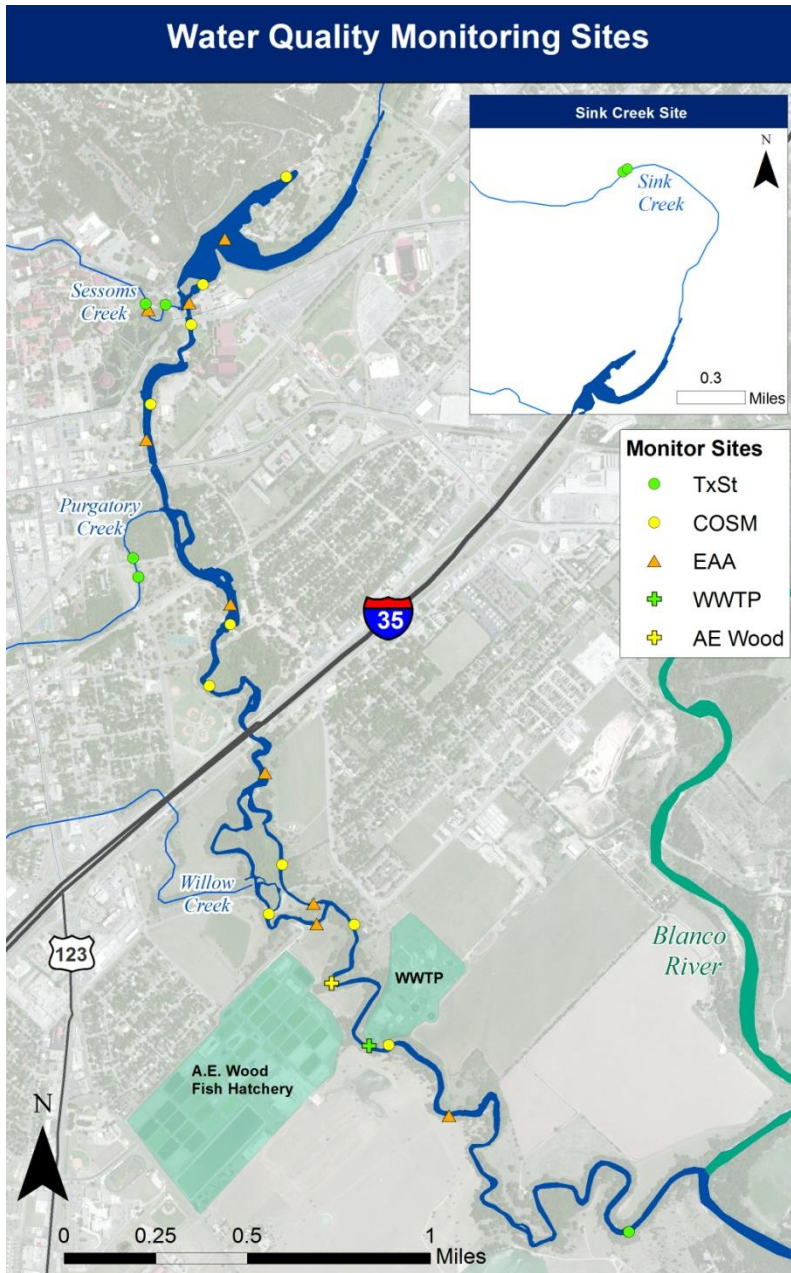 Water Quality Monitoring Sites
Sink Creek Site
N
Sink
Creek
0.3
Miles
Sessoms
Creek
Monitor Sites
TxSt
COSM
EAA
WWTP
AE Wood
Purgatory
Creek
35
Willow
Creek
123
WWTP
Blanco
River
A.E. Wood
Fish Hatchery
N
0 0.25 0.5 1
Miles